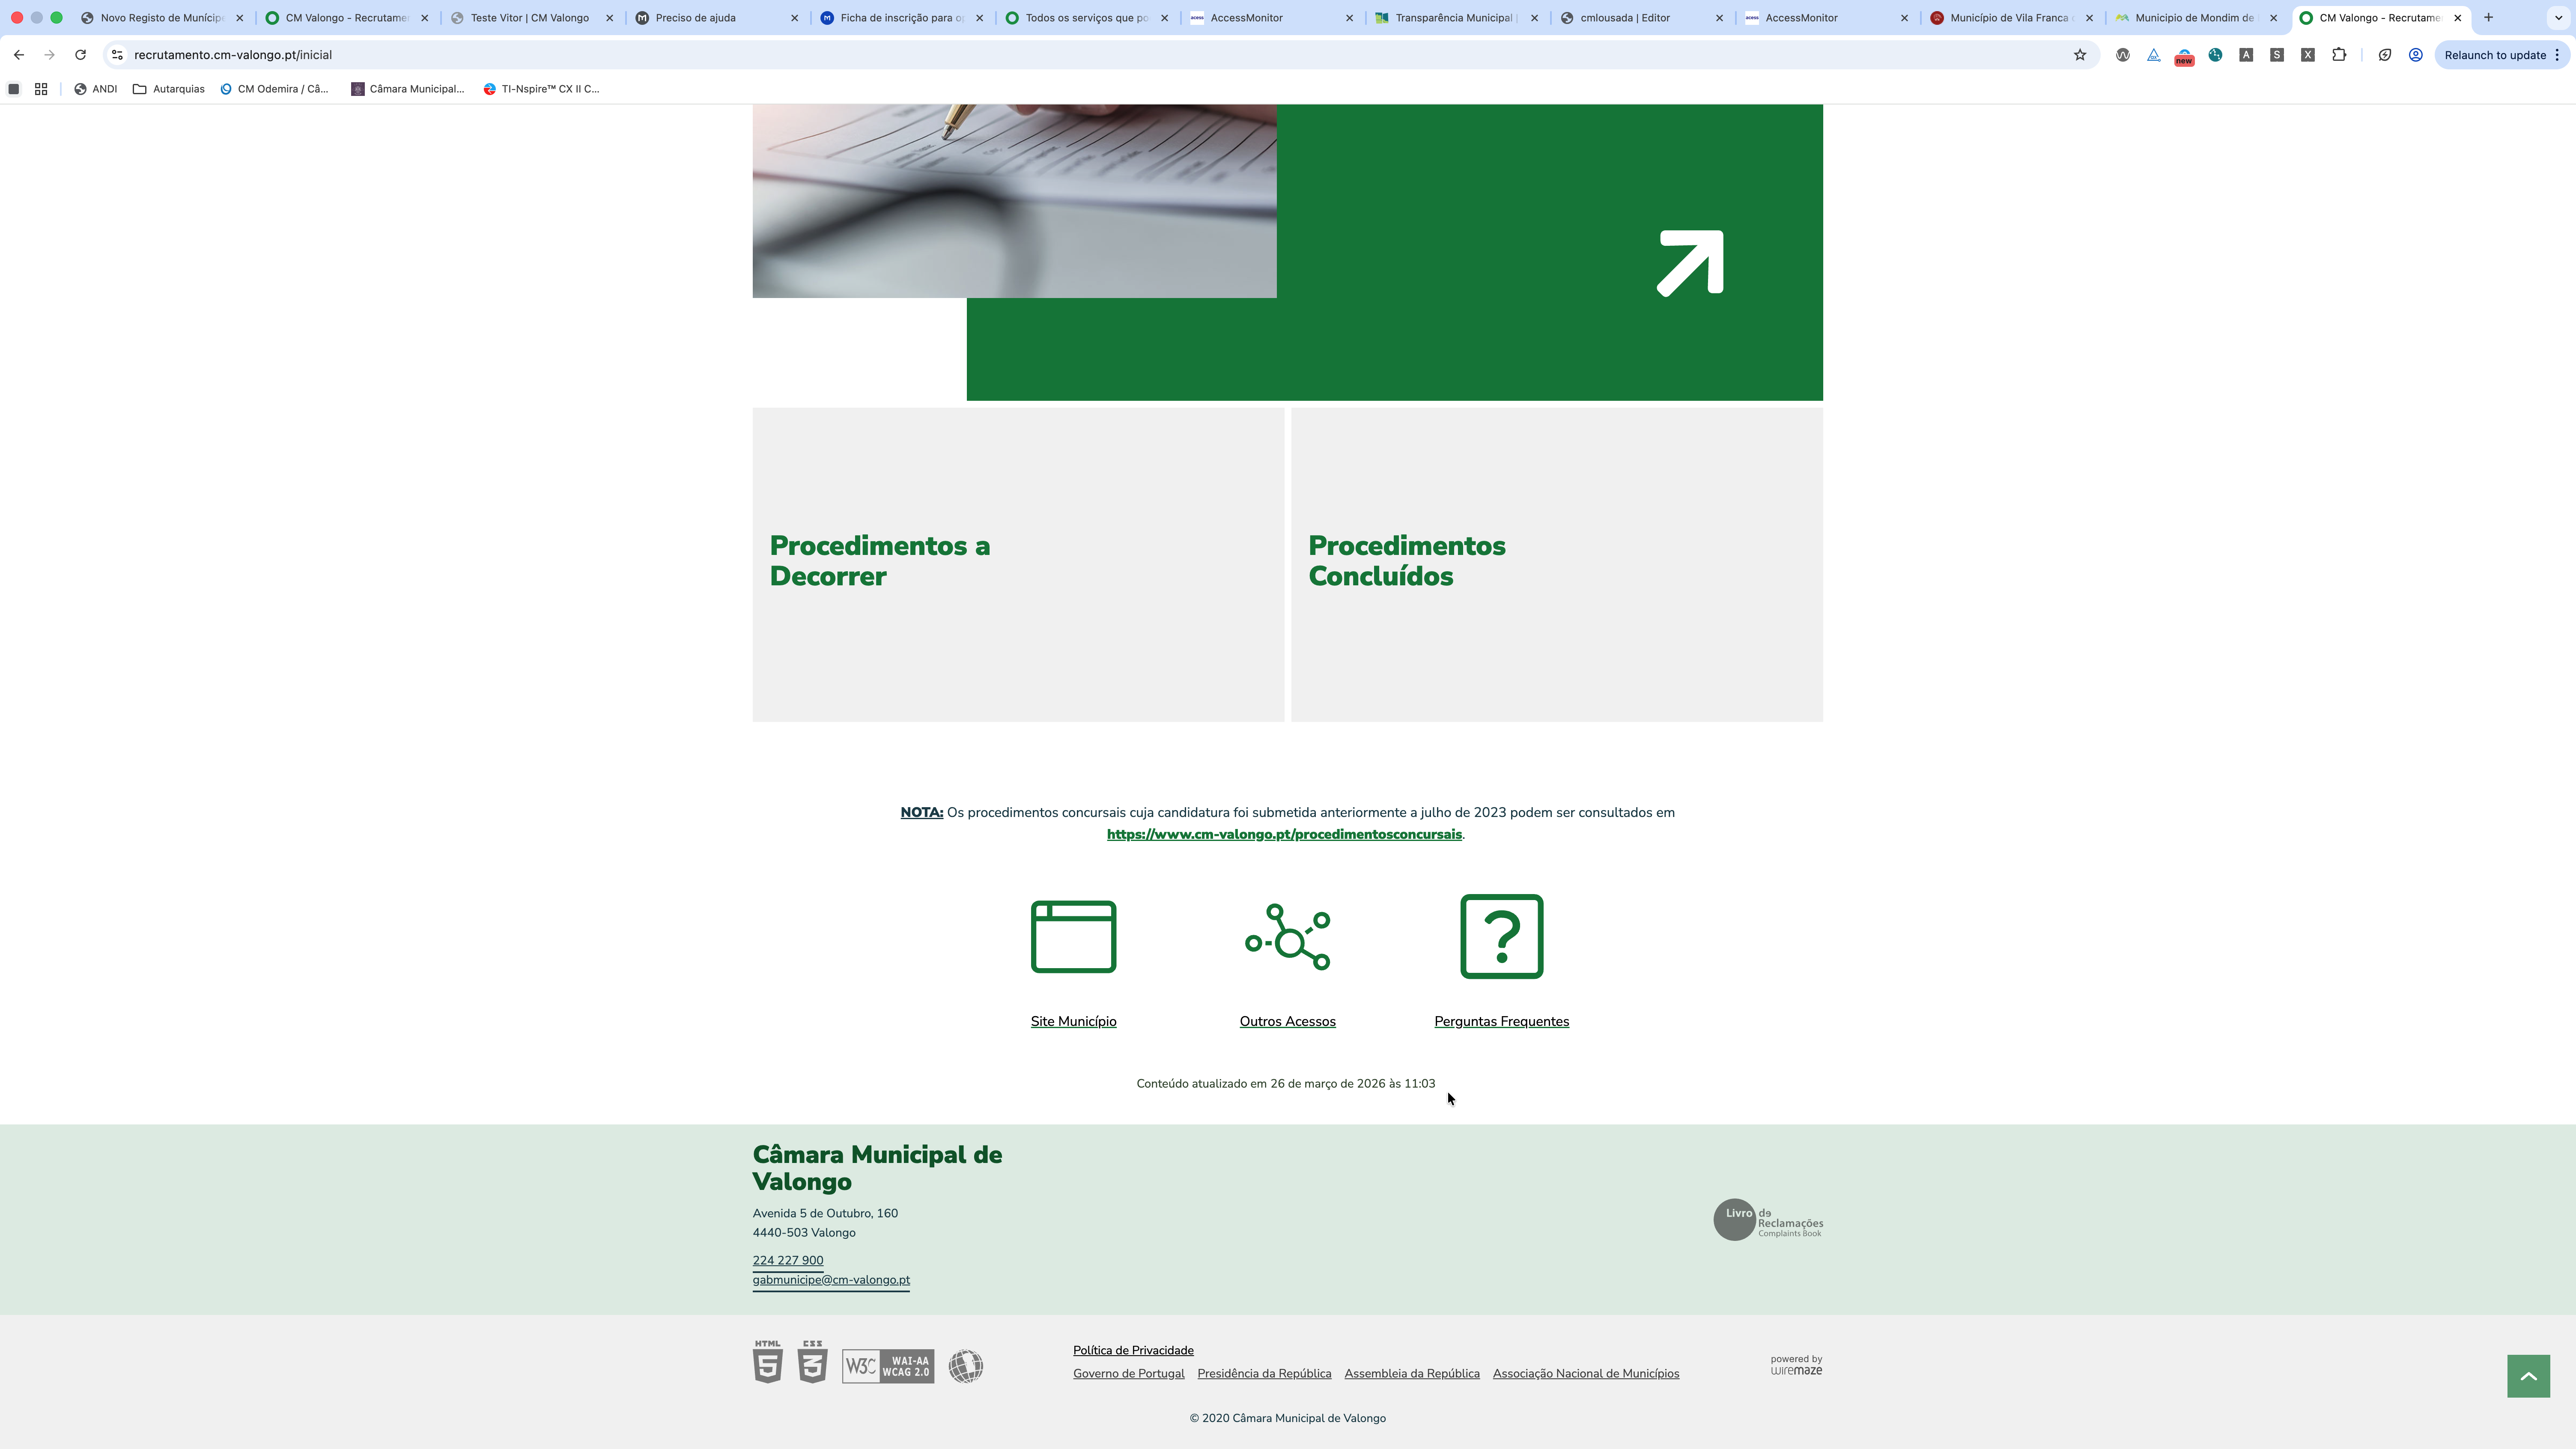 Novo Registo de Munícip
CM Valongo - Recrutamer
Teste Vitor | CM Valongo
Preciso de ajuda
Ficha de inscrição para o
Todos os serviços que po
AccessMonitor
Transparência Municipal |
cmlousada | Editor
AccessMonitor
Município de Vila Franca
Municipio de Mondim de
CM Valongo - Recrutame
recrutamento.cm-valongo.pt/inicial
new
A
S
X
Relaunch to update
ANDI
Autarquias
CM Odemira / Câ...
Câmara Municipal...
TI-Nspire™ CX II C...
Procedimentos a
Decorrer
Procedimentos
Concluídos
NOTA: Os procedimentos concursais cuja candidatura foi submetida anteriormente a julho de 2023 podem ser consultados em
https://www.cm-valongo.pt/procedimentosconcursais.
Site Município
Outros Acessos
Perguntas Frequentes
Conteúdo atualizado em 26 de março de 2026 às 11:03
Câmara Municipal de
Valongo
Avenida 5 de Outubro, 160
4440-503 Valongo
224 227 900
gabmunicipe@cm-valongo.pt
Livro de
Reclamações
Complaints Book
HTML
5
CSS
3
W3C WAI-AA
WCAG 2.0
Política de Privacidade
Governo de Portugal
Presidência da República
Assembleia da República
Associação Nacional de Municípios
powered by
wiremaze
© 2020 Câmara Municipal de Valongo